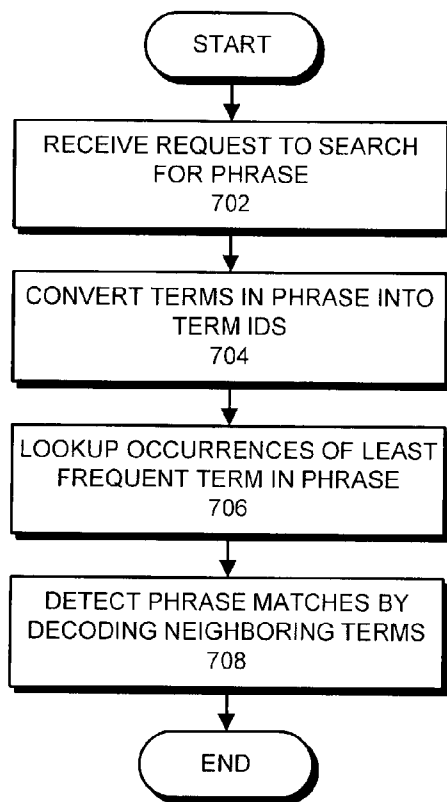 START
RECEIVE REQUEST TO SEARCH
FOR PHRASE
702
CONVERT TERMS IN PHRASE INTO
TERM IDS
704
LOOKUP OCCURRENCES OF LEAST
FREQUENT TERM IN PHRASE
706
DETECT PHRASE MATCHES BY
DECODING NEIGHBORING TERMS
708
END